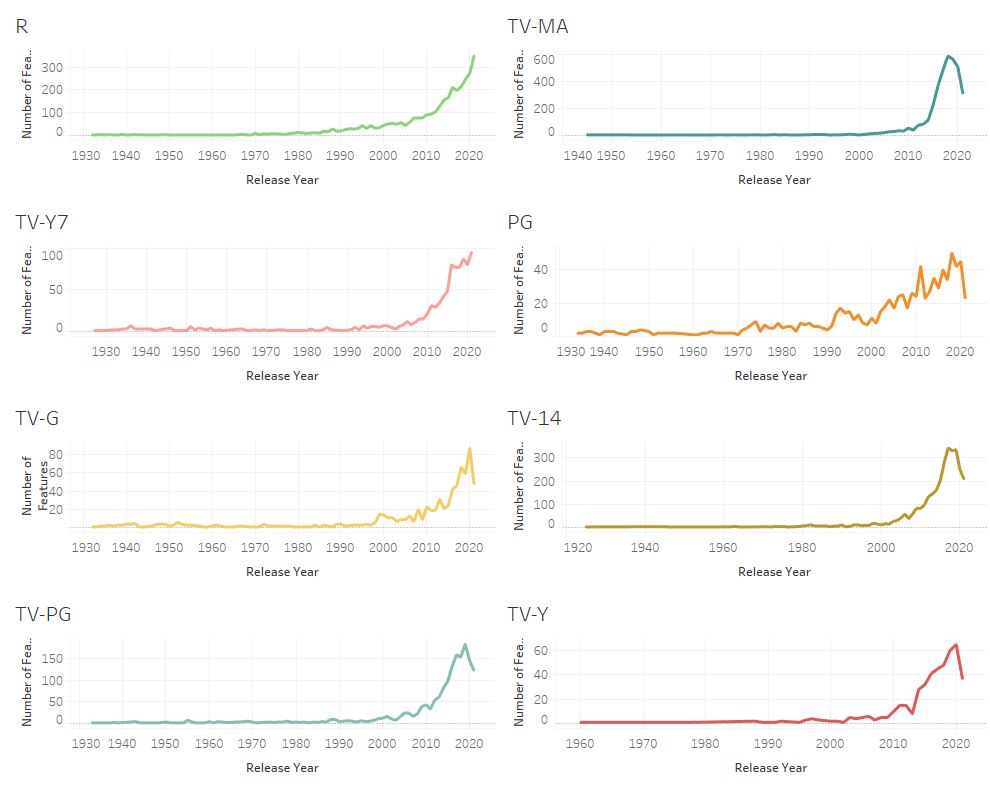 R
Number of Fea..
300
200
100
0
1930 1940 1950 1960 1970 1980 1990 2000 2010 2020
Release Year
TV-MA
Number of Fea..
600
400
200
0
1940 1950 1960 1970 1980 1990 2000 2010 2020
Release Year
TV-Y7
Number of Fea..
100
50
0
1930 1940 1950 1960 1970 1980 1990 2000 2010 2020
Release Year
PG
Number of Fea..
40
20
0
1930 1940 1950 1960 1970 1980 1990 2000 2010 2020
Release Year
TV-G
Number of
Features
80
60
40
20
1930 1940 1950 1960 1970 1980 1990 2000 2010 2020
Release Year
TV-14
Number of Fea..
300
200
100
0
1920 1940 1960 1980 2000 2020
Release Year
TV-PG
Number of Fea..
150
100
50
0
1930 1940 1950 1960 1970 1980 1990 2000 2010 2020
Release Year
TV-Y
Number of Fea..
60
40
20
0
1960 1970 1980 1990 2000 2010 2020
Release Year